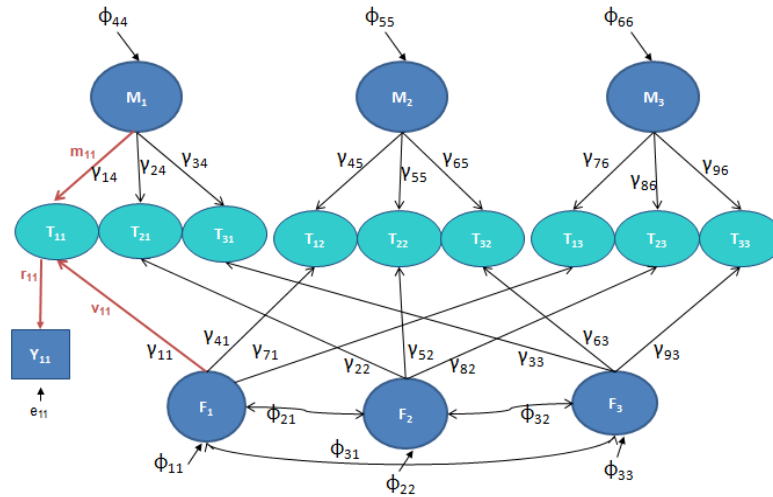 ϕ44 ϕ55 ϕ66
M1 M2 M3
m11
γ14 γ24 γ34 γ45 γ55 γ65 γ76 γ86 γ96
T11 T21 T31 T12 T22 T32 T13 T23 T33
r11
v11
Y11 γ11 γ41 γ71 γ22 γ52 γ82 γ33 γ63 γ93
e11
F1 F2 F3
ϕ21 ϕ32
ϕ11 ϕ31 ϕ22 ϕ33